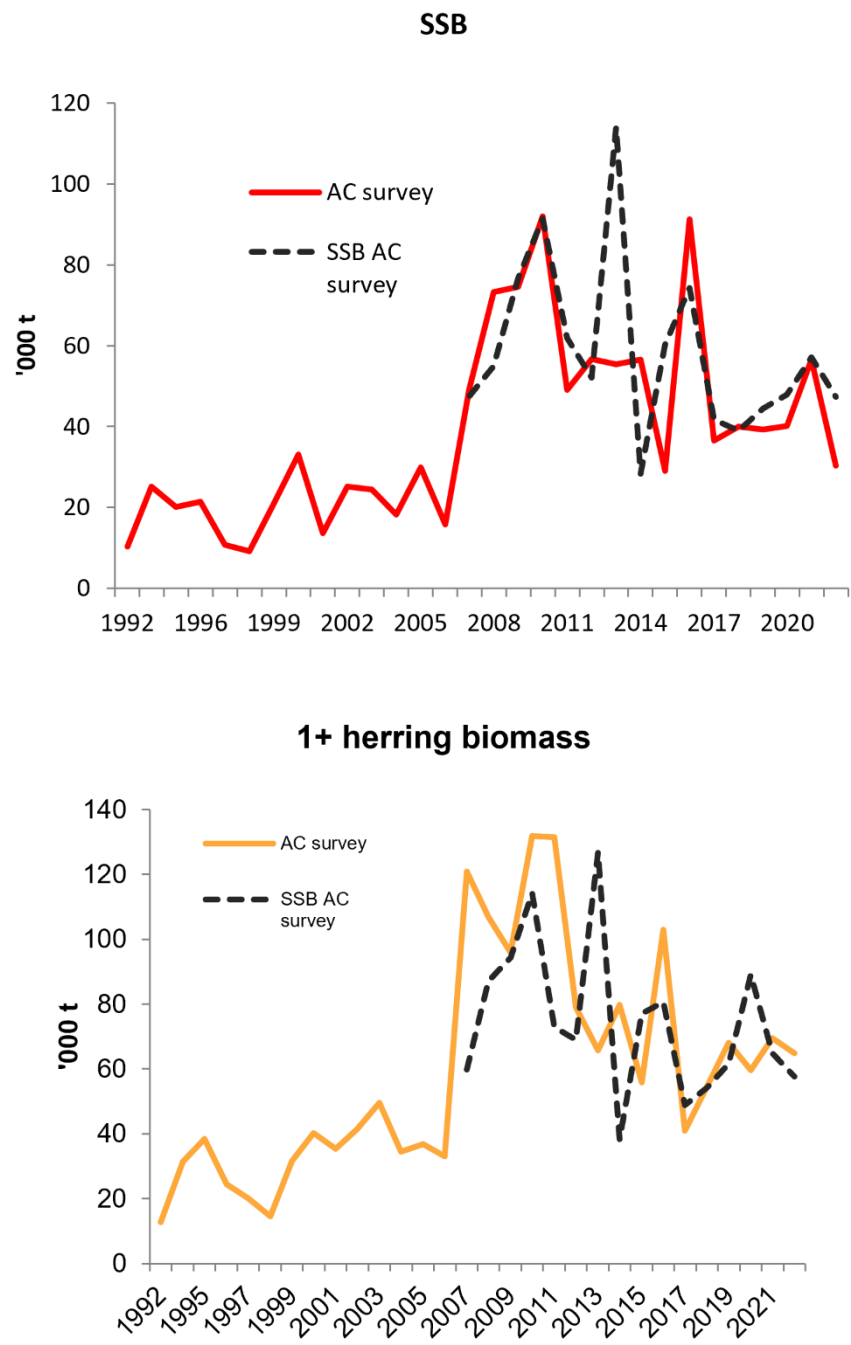 SSB
120
100
80
60
40
20
0
'000 t
AC survey
SSB AC
survey
1992 1996 1999 2002 2005 2008 2011 2014 2017 2020
1+ herring biomass
140
120
100
80
60
40
20
0
'000 t
AC survey
SSB AC
survey
1992 1995 1997 1999 2001 2003 2005 2007 2009 2011 2013 2015 2017 2019 2021